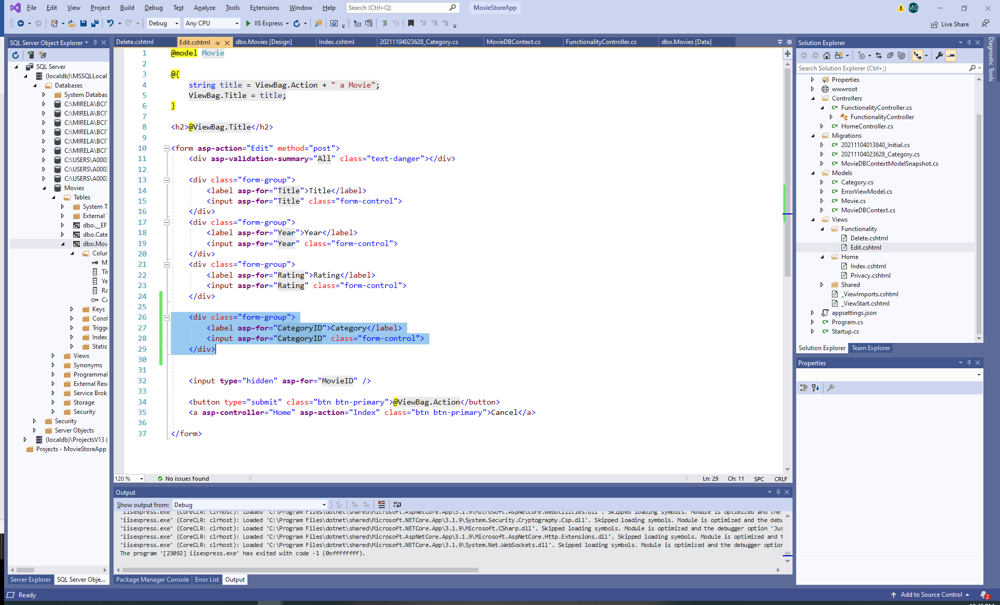 File Edit View Project Build Debug Test Analyze Tools Extensions Window Help Search (Ctrl+Q) MovieStoreApp MG
Debug Any CPU IIS Express Live Share
SQL Server Object Explorer
SQL Server
(localdb)\MSSQLLocal
Databases
System Databas
C:\MIRELA\BCIT
C:\MIRELA\BCIT
C:\MIRELA\BCIT
C:\MIRELA\BCIT
C:\MIRELA\BCIT
C:\MIRELA\BCIT
C:\USERS\A0003
C:\USERS\A0003
C:\USERS\A0003
Movies
Tables
System T
External
dbo.__EF
dbo.Cate
dbo.Mov
Colur
M
Tit
Ye
Ra
Ca
Keys
Const
Trigge
Index
Statis
Views
Synonyms
Programmal
External Res
Service Brok
Storage
Security
Security
Server Objects
(localdb)\ProjectsV13 (
Projects - MovieStoreApp
Server Explorer SQL Server Obje...
Delete.cshtml Edit.cshtml dbo.Movies [Design] Index.cshtml 20211104023628_Category.cs MovieDBContext.cs FunctionalityController.cs dbo.Movies [Data]
1 @model Movie
2
3 @{
4 string title = ViewBag.Action + " a Movie";
5 ViewBag.Title = title;
6 }
7
8 <h2>@ViewBag.Title</h2>
9
10 <form asp-action="Edit" method="post">
11 <div asp-validation-summary="All" class="text-danger"></div>
12
13 <div class="form-group">
14 <label asp-for="Title">Title</label>
15 <input asp-for="Title" class="form-control">
16 </div>
17 <div class="form-group">
18 <label asp-for="Year">Year</label>
19 <input asp-for="Year" class="form-control">
20 </div>
21 <div class="form-group">
22 <label asp-for="Rating">Rating</label>
23 <input asp-for="Rating" class="form-control">
24 </div>
25
26 <div class="form-group">
27 <label asp-for="CategoryID">Category</label>
28 <input asp-for="CategoryID" class="form-control">
29 </div>
30
31
32 <input type="hidden" asp-for="MovieID" />
33
34 <button type="submit" class="btn btn-primary">@ViewBag.Action</button>
35 <a asp-controller="Home" asp-action="Index" class="btn btn-primary">Cancel</a>
36
37 </form>
120 % No issues found Ln: 29 Ch: 11 SPC CRLF
Output
Show output from: Debug
'iisexpress.exe' (CoreCLR: clrhost): Loaded 'C:\Program Files\dotnet\shared\Microsoft.AspNetCore.App\3.1.9\Microsoft.AspNetCore.WebUtilities.dll'. Skipped loading symbols. Module is optimized and the
'iisexpress.exe' (CoreCLR: clrhost): Loaded 'C:\Program Files\dotnet\shared\Microsoft.NETCore.App\3.1.9\System.Security.Cryptography.Csp.dll'. Skipped loading symbols. Module is optimized and the debu
'iisexpress.exe' (CoreCLR: clrhost): Loaded 'C:\Program Files\dotnet\shared\Microsoft.NETCore.App\3.1.9\Microsoft.CSharp.dll'. Skipped loading symbols. Module is optimized and the debugger option 'Jus
'iisexpress.exe' (CoreCLR: clrhost): Loaded 'C:\Program Files\dotnet\shared\Microsoft.AspNetCore.App\3.1.9\Microsoft.AspNetCore.Http.Extensions.dll'. Skipped loading symbols. Module is optimized and t
'iisexpress.exe' (CoreCLR: clrhost): Loaded 'C:\Program Files\dotnet\shared\Microsoft.NETCore.App\3.1.9\System.Net.WebSockets.dll'. Skipped loading symbols. Module is optimized and the debugger option
The program '[23092] iisexpress.exe' has exited with code -1 (0xffffffff).
Package Manager Console Error List Output
Solution Explorer
Search Solution Explorer (Ctrl+;)
Properties
wwwroot
Controllers
C# FunctionalityController.cs
FunctionalityController
C# HomeController.cs
Migrations
C# 20211104013840_Initial.cs
C# 20211104023628_Category.cs
C# MovieDBContextModelSnapshot.cs
Models
C# Category.cs
C# ErrorViewModel.cs
C# Movie.cs
C# MovieDBContext.cs
Views
Functionality
Delete.cshtml
Edit.cshtml
Home
Index.cshtml
Privacy.cshtml
Shared
_ViewImports.cshtml
_ViewStart.cshtml
appsettings.json
C# Program.cs
C# Startup.cs
Solution Explorer Team Explorer
Properties
Diagnostic Tools
Ready Add to Source Control 2